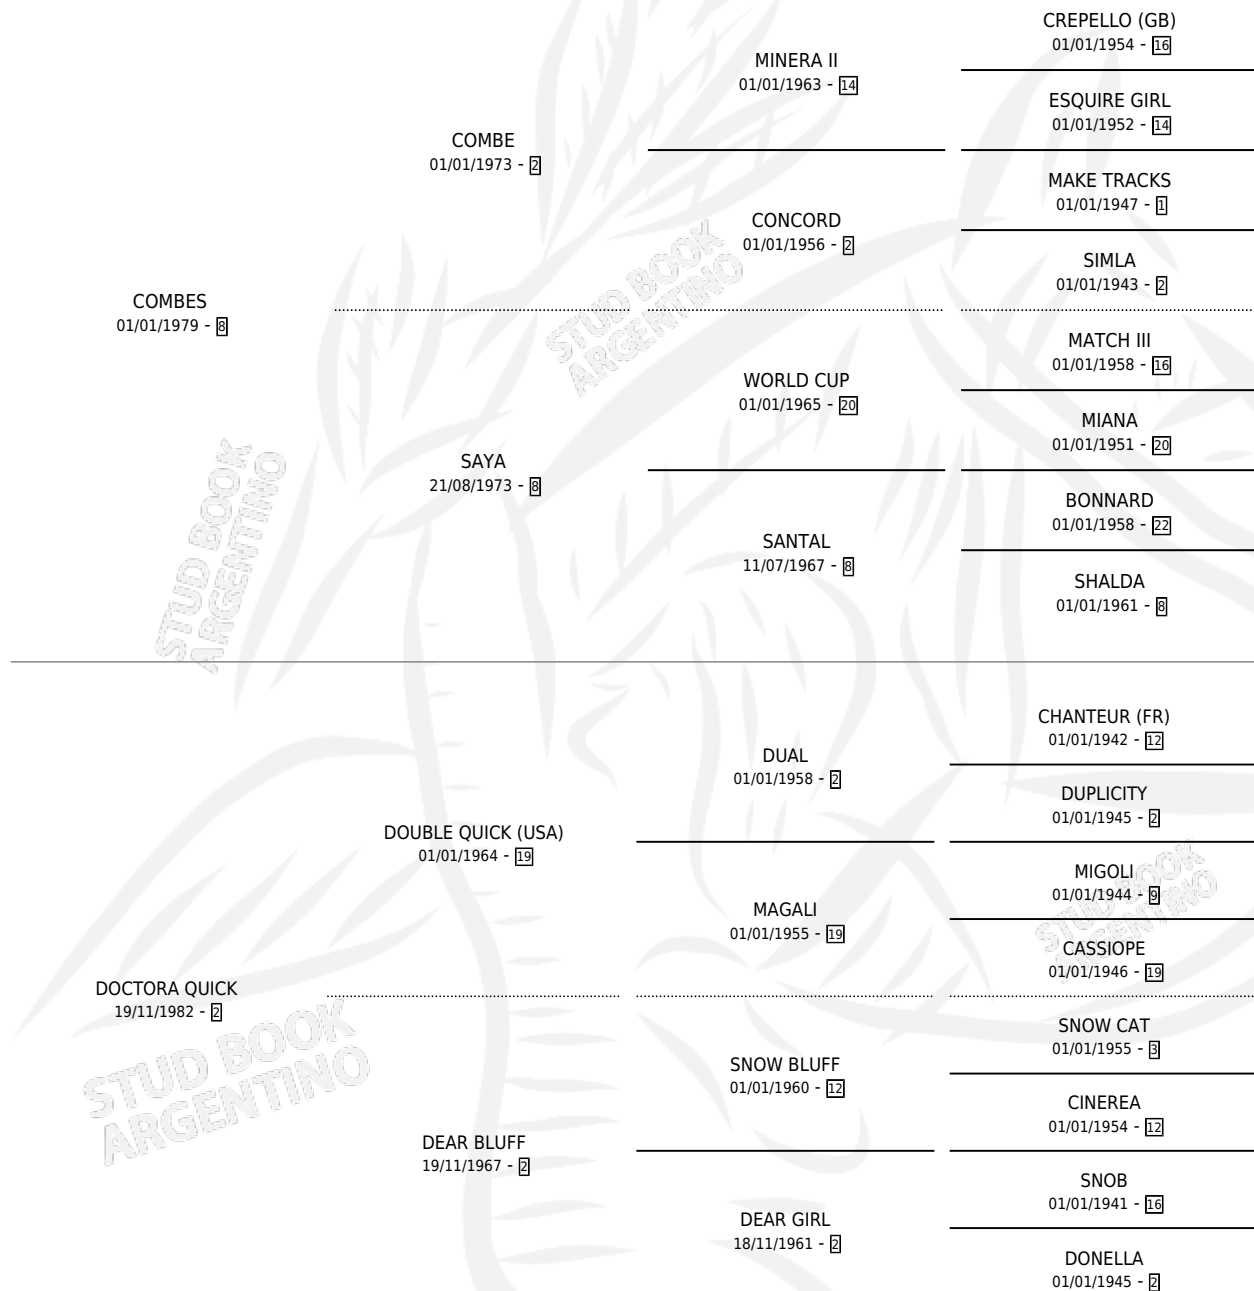 CREPELLO (GB)
01/01/1954 - 16
MINERA II
01/01/1963 - 14
ESQUIRE GIRL
01/01/1952 - 14
COMBE
01/01/1973 - 2
MAKE TRACKS
01/01/1947 - 1
CONCORD
01/01/1956 - 2
SIMLA
01/01/1943 - 2
COMBES
01/01/1979 - 8
MATCH III
01/01/1958 - 16
WORLD CUP
01/01/1965 - 20
MIANA
01/01/1951 - 20
SAYA
21/08/1973 - 8
BONNARD
01/01/1958 - 22
SANTAL
11/07/1967 - 8
SHALDA
01/01/1961 - 8
CHANTEUR (FR)
01/01/1942 - 12
DUAL
01/01/1958 - 2
DUPLICITY
01/01/1945 - 2
DOUBLE QUICK (USA)
01/01/1964 - 19
MIGOLI
01/01/1944 - 9
MAGALI
01/01/1955 - 19
CASSIOPE
01/01/1946 - 19
DOCTORA QUICK
19/11/1982 - 2
SNOW CAT
01/01/1955 - 3
SNOW BLUFF
01/01/1960 - 12
CINEREA
01/01/1954 - 12
DEAR BLUFF
19/11/1967 - 2
SNOB
01/01/1941 - 16
DEAR GIRL
18/11/1961 - 2
DONELLA
01/01/1945 - 2
STUD BOOK
ARGENTINO
STUD BOOK
ARGENTINO
STUD BOOK
ARGENTINO
STUD BOOK
ARGENTINO